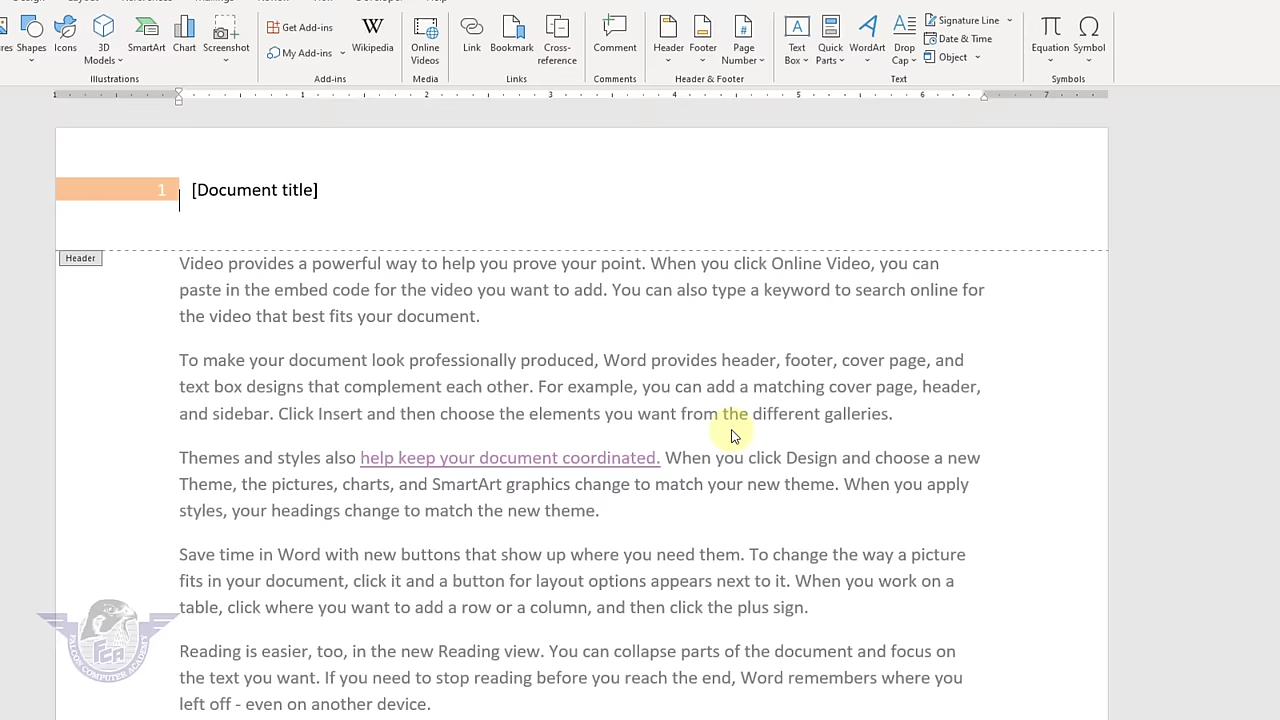 Shapes Icons 3D Models SmartArt Chart Screenshot Get Add-ins My Add-ins Wikipedia Online Videos Link Bookmark Cross-reference Comment Header Footer Page Number Text Box Quick Parts WordArt Drop Cap Signature Line Date & Time Object Equation Symbol
Illustrations Add-ins Media Links Comments Header & Footer Text Symbols
1 1 2 3 4 5 6 7
1 [Document title]
Header
Video provides a powerful way to help you prove your point. When you click Online Video, you can
paste in the embed code for the video you want to add. You can also type a keyword to search online for
the video that best fits your document.
To make your document look professionally produced, Word provides header, footer, cover page, and
text box designs that complement each other. For example, you can add a matching cover page, header,
and sidebar. Click Insert and then choose the elements you want from the different galleries.
Themes and styles also help keep your document coordinated. When you click Design and choose a new
Theme, the pictures, charts, and SmartArt graphics change to match your new theme. When you apply
styles, your headings change to match the new theme.
Save time in Word with new buttons that show up where you need them. To change the way a picture
fits in your document, click it and a button for layout options appears next to it. When you work on a
table, click where you want to add a row or a column, and then click the plus sign.
Reading is easier, too, in the new Reading view. You can collapse parts of the document and focus on
the text you want. If you need to stop reading before you reach the end, Word remembers where you
left off - even on another device.
FCA
FALCON COMPUTER ACADEMY